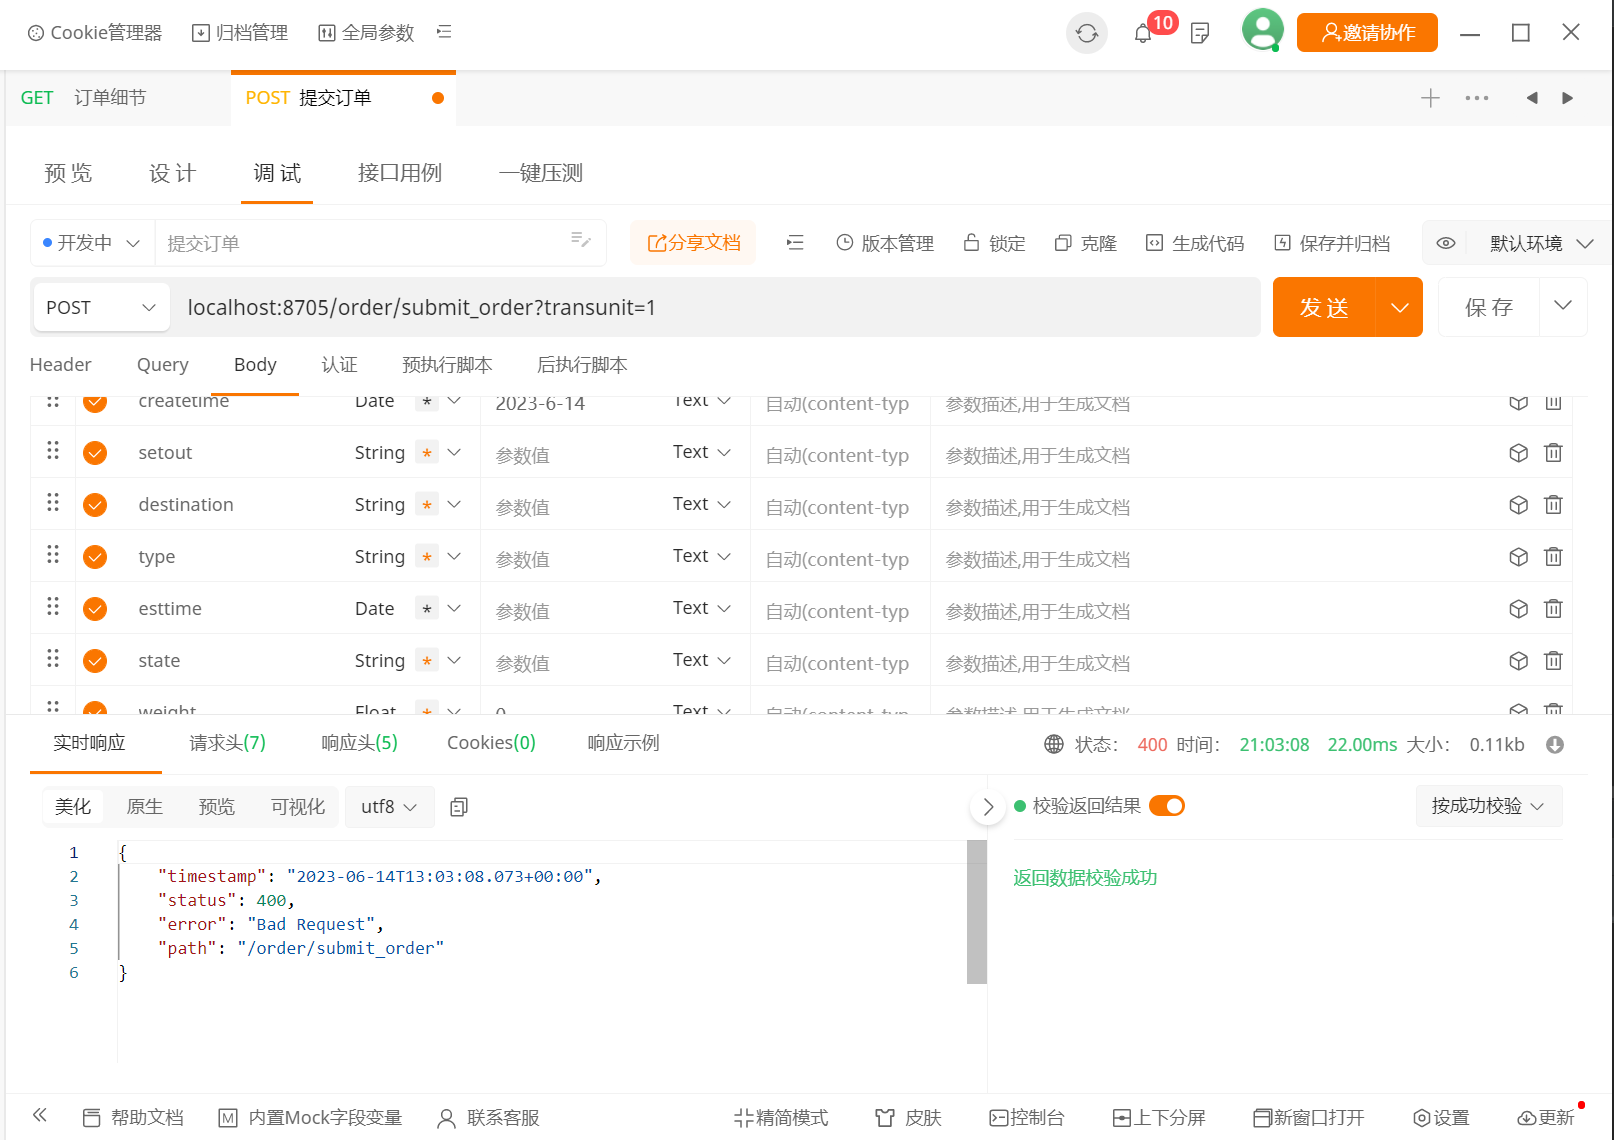 Cookie管理器 归档管理 全局参数 10 邀请协作
GET 订单细节 POST 提交订单
预览 设计 调试 接口用例 一键压测
开发中 提交订单 分享文档 版本管理 锁定 克隆 生成代码 保存并归档 默认环境
POST localhost:8705/order/submit_order?transunit=1 发送 保存
Header Query Body 认证 预执行脚本 后执行脚本
createtime Date * 2023-6-14 Text 自动(content-typ 参数描述,用于生成文档
setout String * 参数值 Text 自动(content-typ 参数描述,用于生成文档
destination String * 参数值 Text 自动(content-typ 参数描述,用于生成文档
type String * 参数值 Text 自动(content-typ 参数描述,用于生成文档
esttime Date * 参数值 Text 自动(content-typ 参数描述,用于生成文档
state String * 参数值 Text 自动(content-typ 参数描述,用于生成文档
weight Float * 0 Text 自动(content-typ 参数描述,用于生成文档
实时响应 请求头(7) 响应头(5) Cookies(0) 响应示例 状态： 400 时间： 21:03:08 22.00ms 大小： 0.11kb
美化 原生 预览 可视化 utf8 校验返回结果 按成功校验
1 {
2 "timestamp": "2023-06-14T13:03:08.073+00:00",
3 "status": 400,
4 "error": "Bad Request",
5 "path": "/order/submit_order"
6 }
返回数据校验成功
帮助文档 M 内置Mock字段变量 联系客服 精简模式 皮肤 控制台 上下分屏 新窗口打开 设置 更新